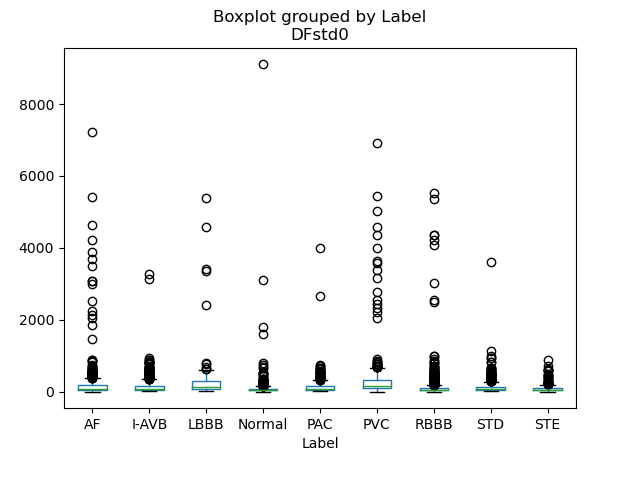 Boxplot grouped by Label
DFstd0
8000
6000
4000
2000
0
AF I-AVB LBBB Normal PAC PVC RBBB STD STE
Label